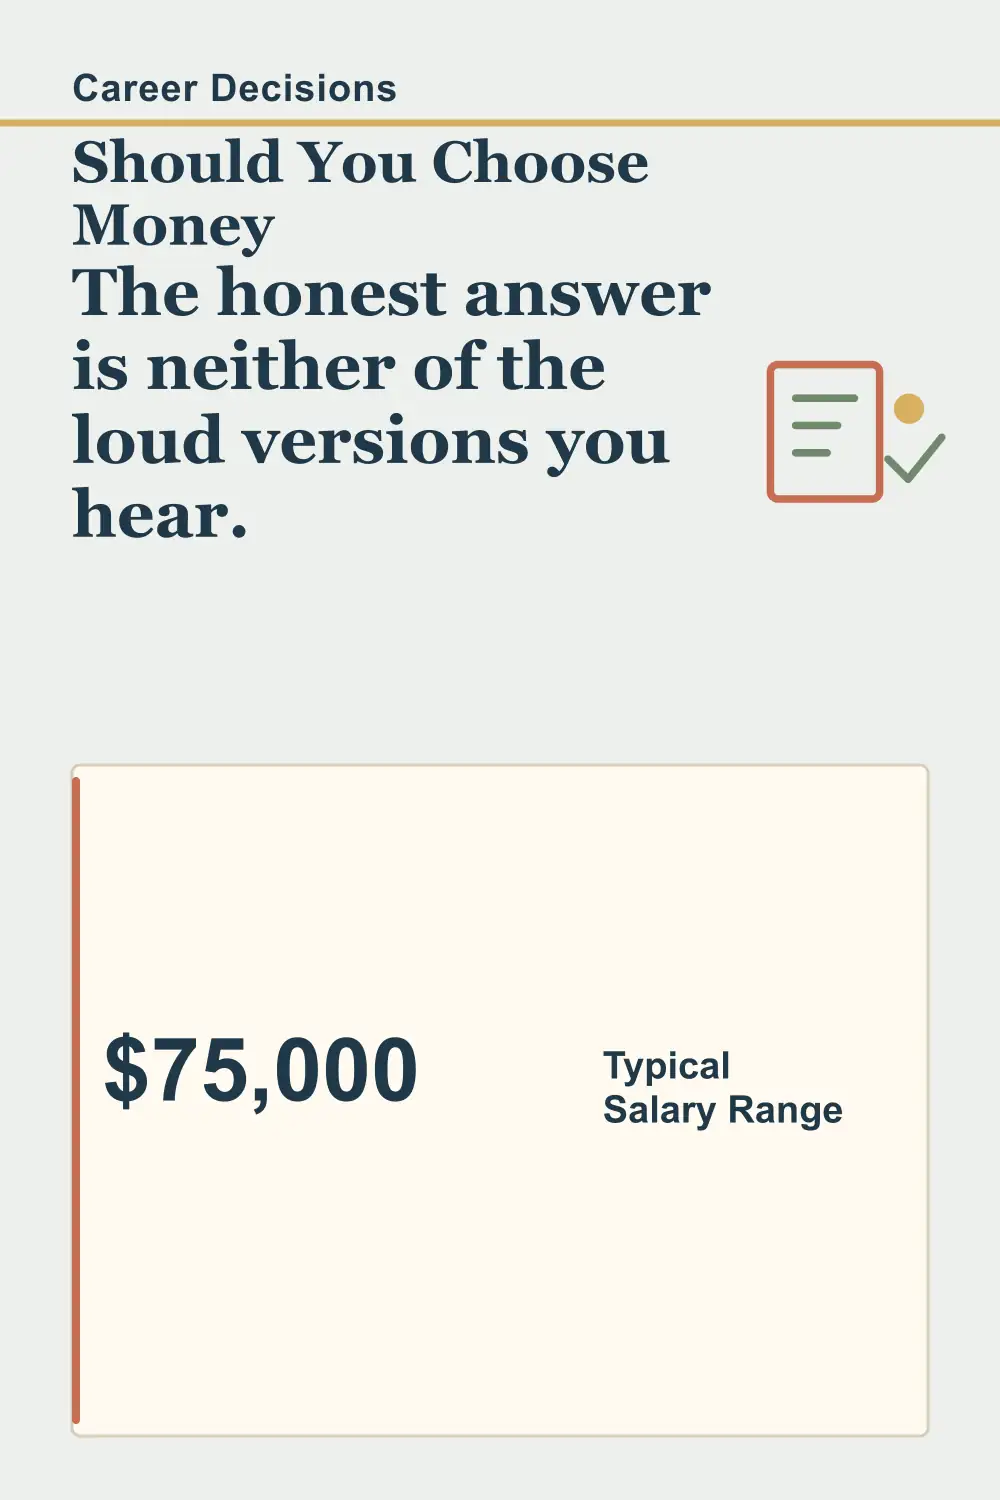 Career Decisions
Should You Choose
Money
The honest answer
is neither of the
loud versions you
hear.
$75,000
Typical
Salary Range